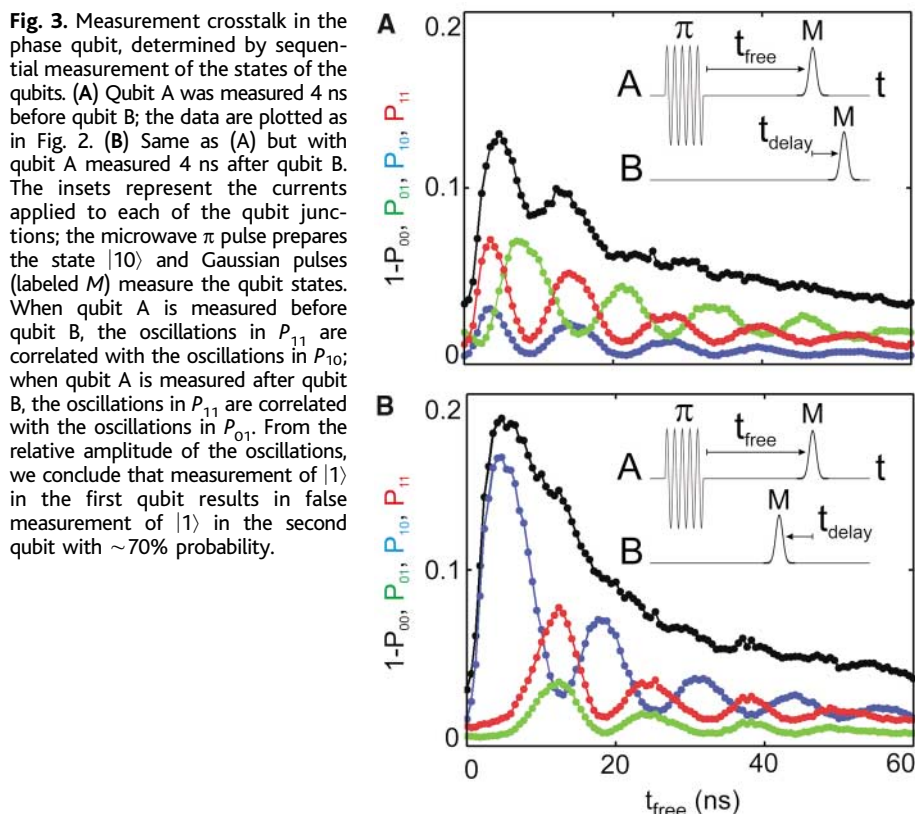 Fig. 3. Measurement crosstalk in the
phase qubit, determined by sequen-
tial measurement of the states of the
qubits. (A) Qubit A was measured 4 ns
before qubit B; the data are plotted as
in Fig. 2. (B) Same as (A) but with
qubit A measured 4 ns after qubit B.
The insets represent the currents
applied to each of the qubit junc-
tions; the microwave π pulse prepares
the state |10⟩ and Gaussian pulses
(labeled M) measure the qubit states.
When qubit A is measured before
qubit B, the oscillations in P₁₁ are
correlated with the oscillations in P₁₀;
when qubit A is measured after qubit
B, the oscillations in P₁₁ are correlated
with the oscillations in P₀₁. From the
relative amplitude of the oscillations,
we conclude that measurement of |1⟩
in the first qubit results in false
measurement of |1⟩ in the second
qubit with ~70% probability.
A
0.2
0.1
0
1-P₀₀, P₀₁, P₁₀, P₁₁
π
t_free
M
A
t
M
t_delay
B
B
0.2
0.1
0
1-P₀₀, P₀₁, P₁₀, P₁₁
π
t_free
M
A
t
M
t_delay
B
0
20
40
60
t_free (ns)